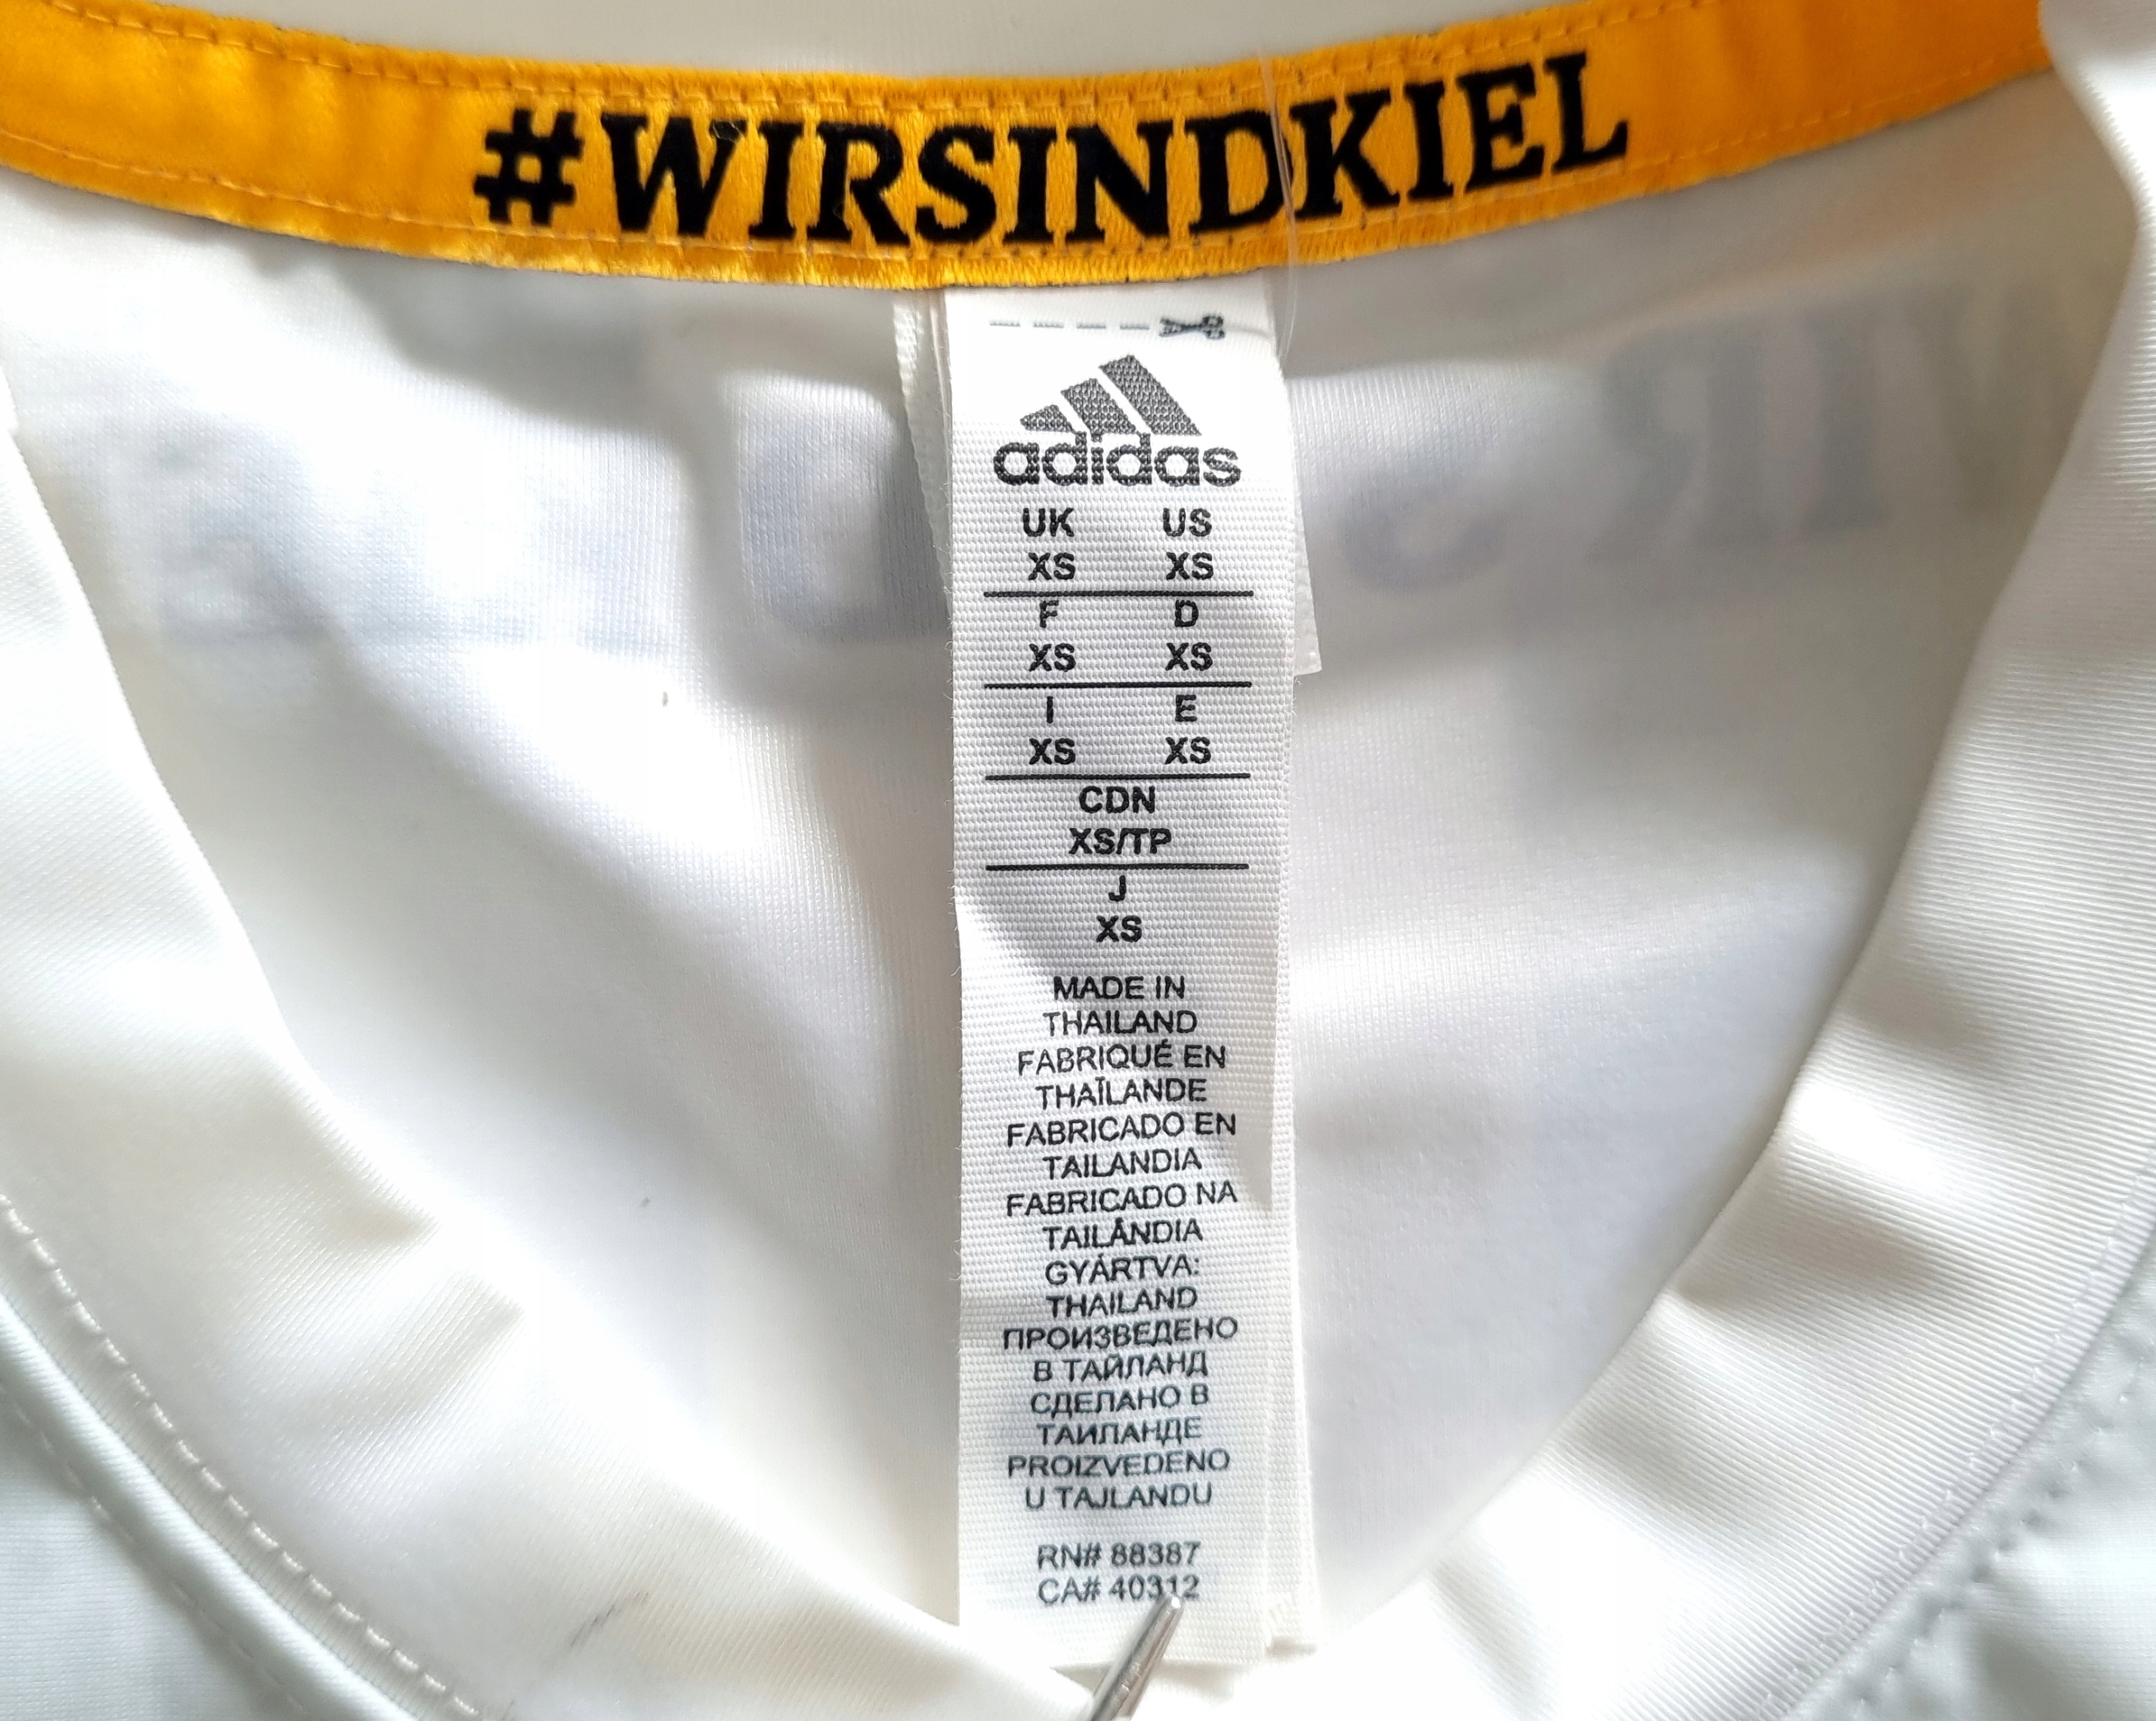 #WIRSINDKIEL
adidas
UK US
XS XS
F D
XS XS
I E
XS XS
CDN
XS/TP
J
XS
MADE IN
THAILAND
FABRIQUÉ EN
THAÏLANDE
FABRICADO EN
TAILANDIA
FABRICADO NA
TAILÂNDIA
GYÁRTVA:
THAILAND
ПРОИЗВЕДЕНО
В ТАЙЛАНД
СДЕЛАНО В
ТАИЛАНДЕ
PROIZVEDENO
U TAJLANDU
RN# 88387
CA# 40312